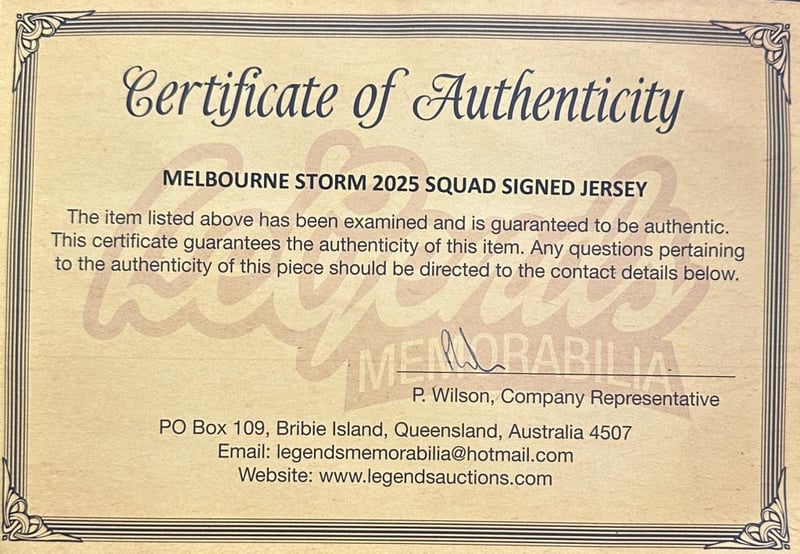 Certificate of Authenticity
Legends
MEMORABILIA
MELBOURNE STORM 2025 SQUAD SIGNED JERSEY
The item listed above has been examined and is guaranteed to be authentic.
This certificate guarantees the authenticity of this item. Any questions pertaining
to the authenticity of this piece should be directed to the contact details below.
P. Wilson, Company Representative
PO Box 109, Bribie Island, Queensland, Australia 4507
Email: legendsmemorabilia@hotmail.com
Website: www.legendsauctions.com